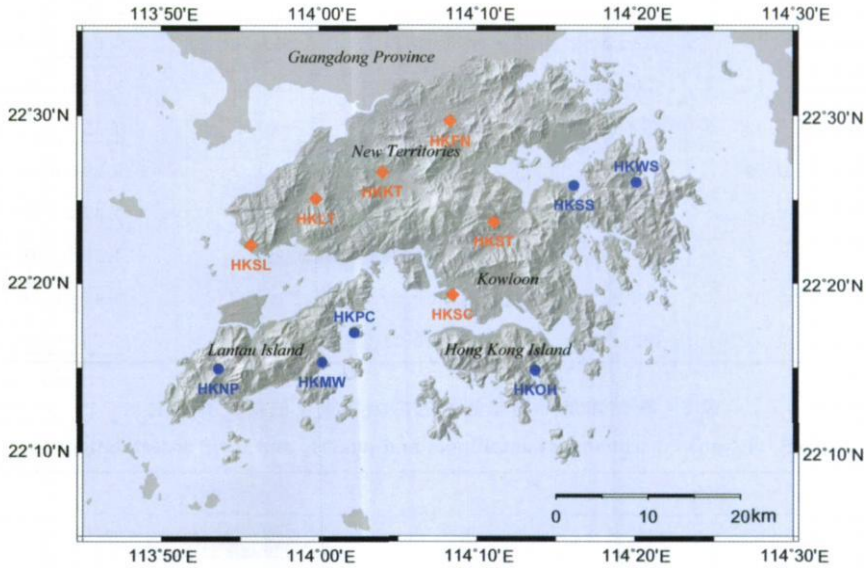 113°50'E 114°00'E 114°10'E 114°20'E 114°30'E
Guangdong Province
22°30'N 22°30'N
HKFN
New Territories
HKWS
HKKT
HKSS
HKLT
HKST
HKSL
Kowloon
22°20'N 22°20'N
HKSC
HKPC
Lantau Island Hong Kong Island
HKNP HKMW HKOH
22°10'N 22°10'N
0 10 20km
113°50'E 114°00'E 114°10'E 114°20'E 114°30'E